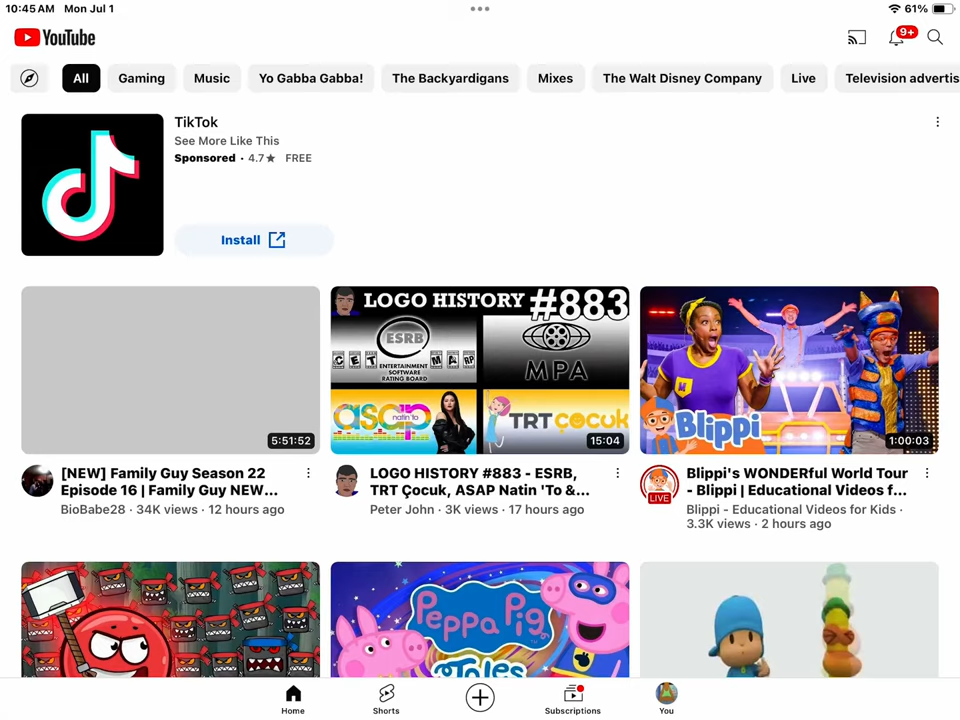 10:45 AM Mon Jul 1
61%
YouTube
9+
All
Gaming
Music
Yo Gabba Gabba!
The Backyardigans
Mixes
The Walt Disney Company
Live
Television advertis
TikTok
See More Like This
Sponsored · 4.7★ FREE
Install
5:51:52
LOGO HISTORY #883
ESRB
ENTERTAINMENT
SOFTWARE
RATING BOARD
MPA
asap
natin 'to
TRT çocuk
15:04
Blippi
1:00:03
[NEW] Family Guy Season 22
Episode 16 | Family Guy NEW...
BioBabe28 · 34K views · 12 hours ago
LOGO HISTORY #883 - ESRB,
TRT Çocuk, ASAP Natin 'To &...
Peter John · 3K views · 17 hours ago
LIVE
Blippi's WONDERful World Tour
- Blippi | Educational Videos f...
Blippi - Educational Videos for Kids ·
3.3K views · 2 hours ago
Peppa Pig
Tales
Home
Shorts
Subscriptions
You